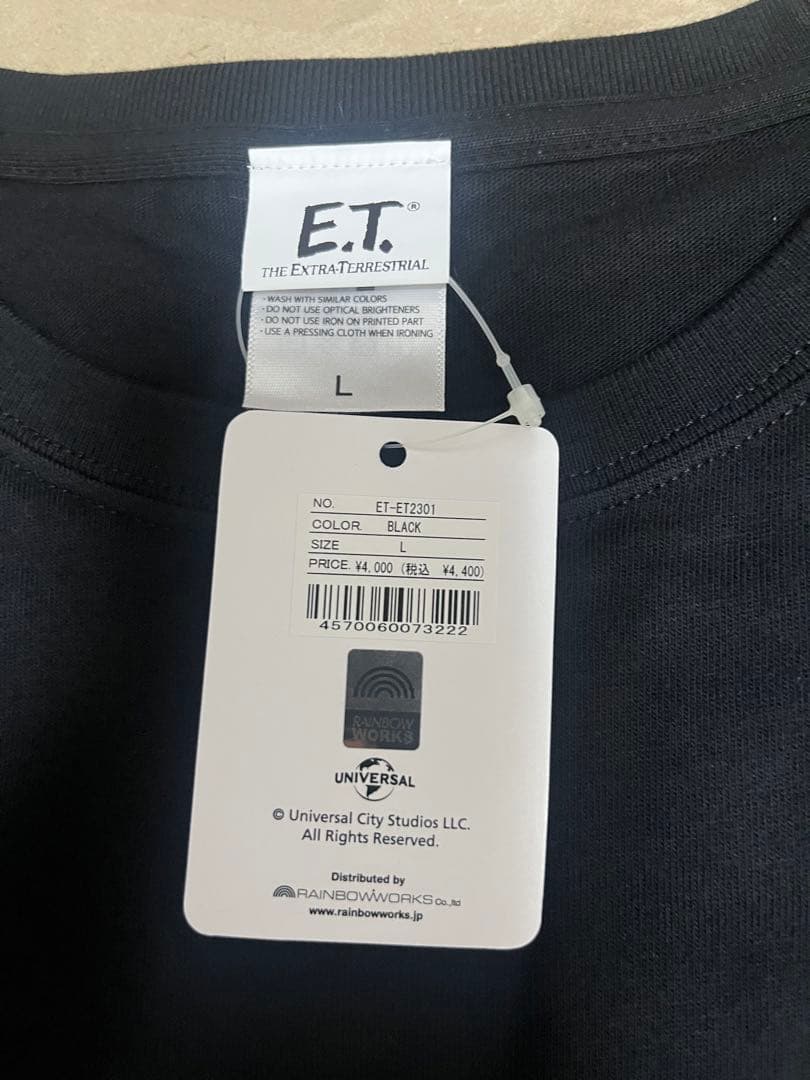 E.T.®
THE EXTRA-TERRESTRIAL
・WASH WITH SIMILAR COLORS
・DO NOT USE OPTICAL BRIGHTENERS
・DO NOT USE IRON ON PRINTED PART
・USE A PRESSING CLOTH WHEN IRONING
L
NO. ET-ET2301
COLOR. BLACK
SIZE L
PRICE. ¥4,000 (税込 ¥4,400)
4570060073222
RAINBOW
WORKS
UNIVERSAL
© Universal City Studios LLC.
All Rights Reserved.
Distributed by
RAINBOWWORKS Co.,ltd
www.rainbowworks.jp